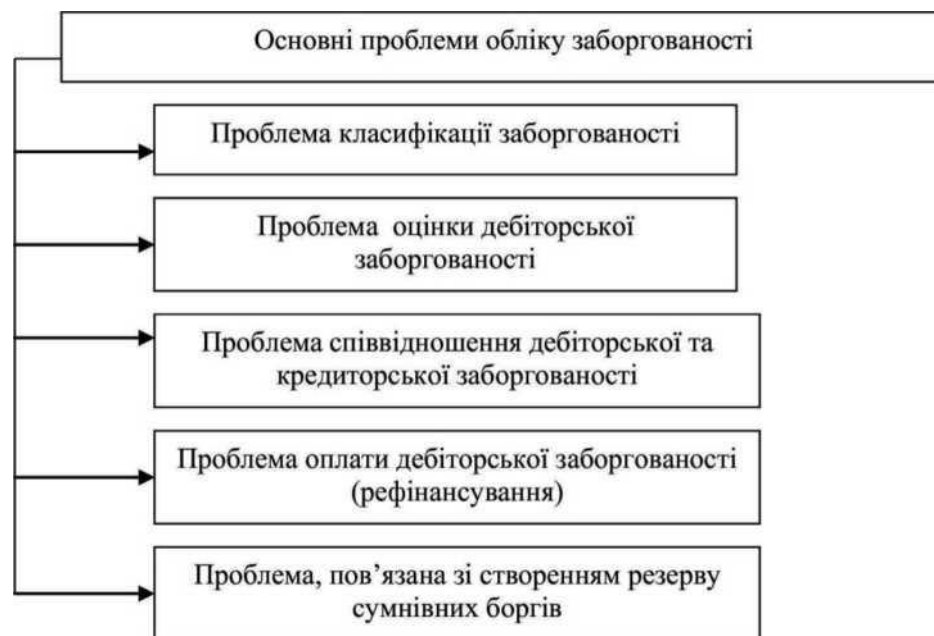 Основні проблеми обліку заборгованості
Проблема класифікації заборгованості
Проблема оцінки дебіторської
заборгованості
Проблема співвідношення дебіторської та
кредиторської заборгованості
Проблема оплати дебіторської заборгованості
(рефінансування)
Проблема, пов’язана зі створенням резерву
сумнівних боргів